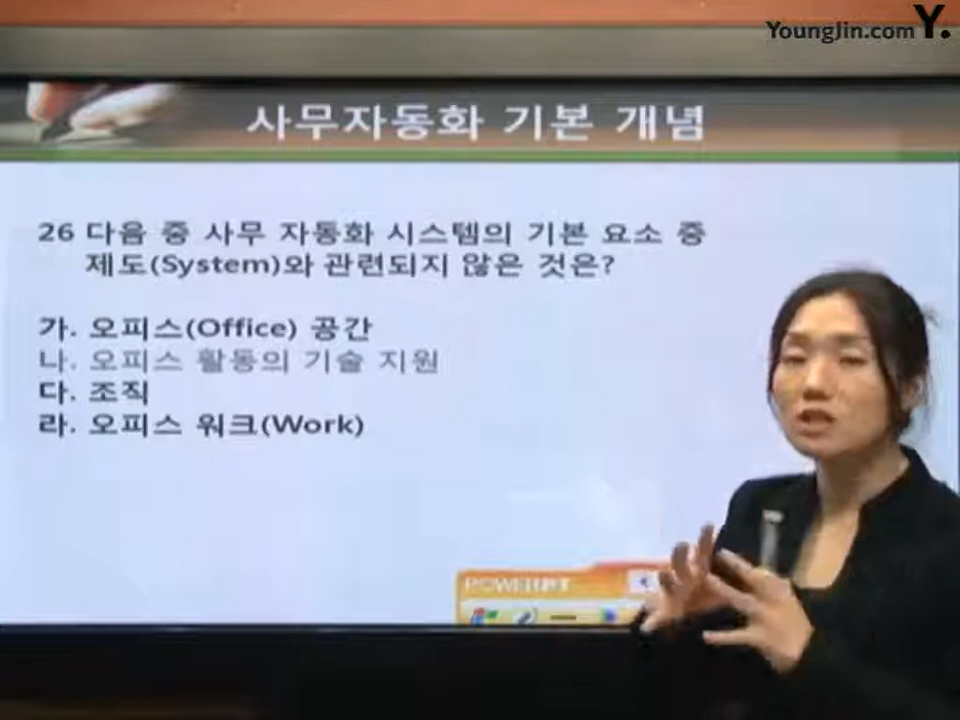 YoungJin.com Y.
사무자동화 기본 개념
26 다음 중 사무 자동화 시스템의 기본 요소 중
제도(System)와 관련되지 않은 것은?
가. 오피스(Office) 공간
나. 오피스 활동의 기술 지원
다. 조직
라. 오피스 워크(Work)